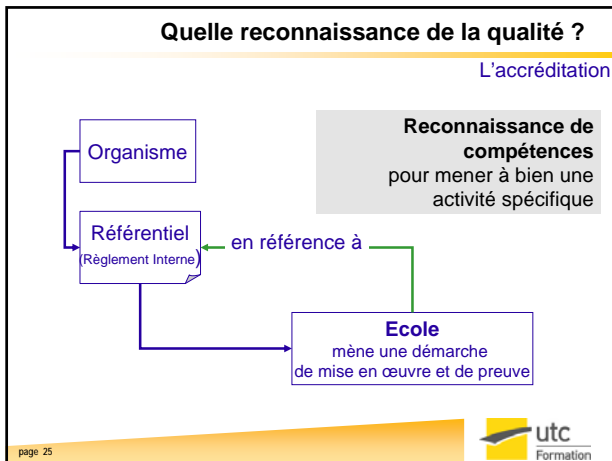 Quelle reconnaissance de la qualité ?
L'accréditation
Organisme
Reconnaissance de
compétences
pour mener à bien une
activité spécifique
Référentiel
(Règlement Interne)
en référence à
Ecole
mène une démarche
de mise en œuvre et de preuve
page 25
utc
Formation